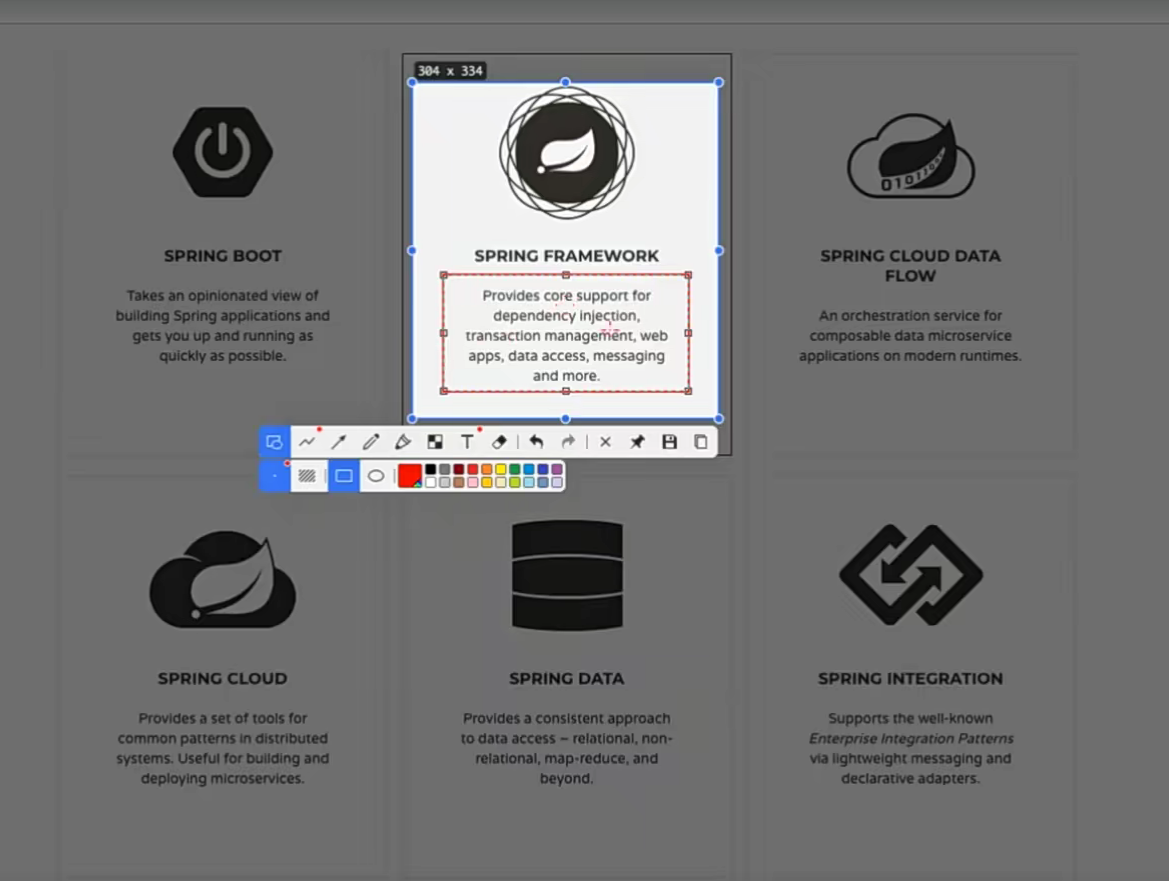 304 x 334
SPRING BOOT
Takes an opinionated view of
building Spring applications and
gets you up and running as
quickly as possible.
SPRING FRAMEWORK
Provides core support for
dependency injection,
transaction management, web
apps, data access, messaging
and more.
SPRING CLOUD DATA
FLOW
An orchestration service for
composable data microservice
applications on modern runtimes.
T
SPRING CLOUD
Provides a set of tools for
common patterns in distributed
systems. Useful for building and
deploying microservices.
SPRING DATA
Provides a consistent approach
to data access – relational, non-
relational, map-reduce, and
beyond.
SPRING INTEGRATION
Supports the well-known
Enterprise Integration Patterns
via lightweight messaging and
declarative adapters.